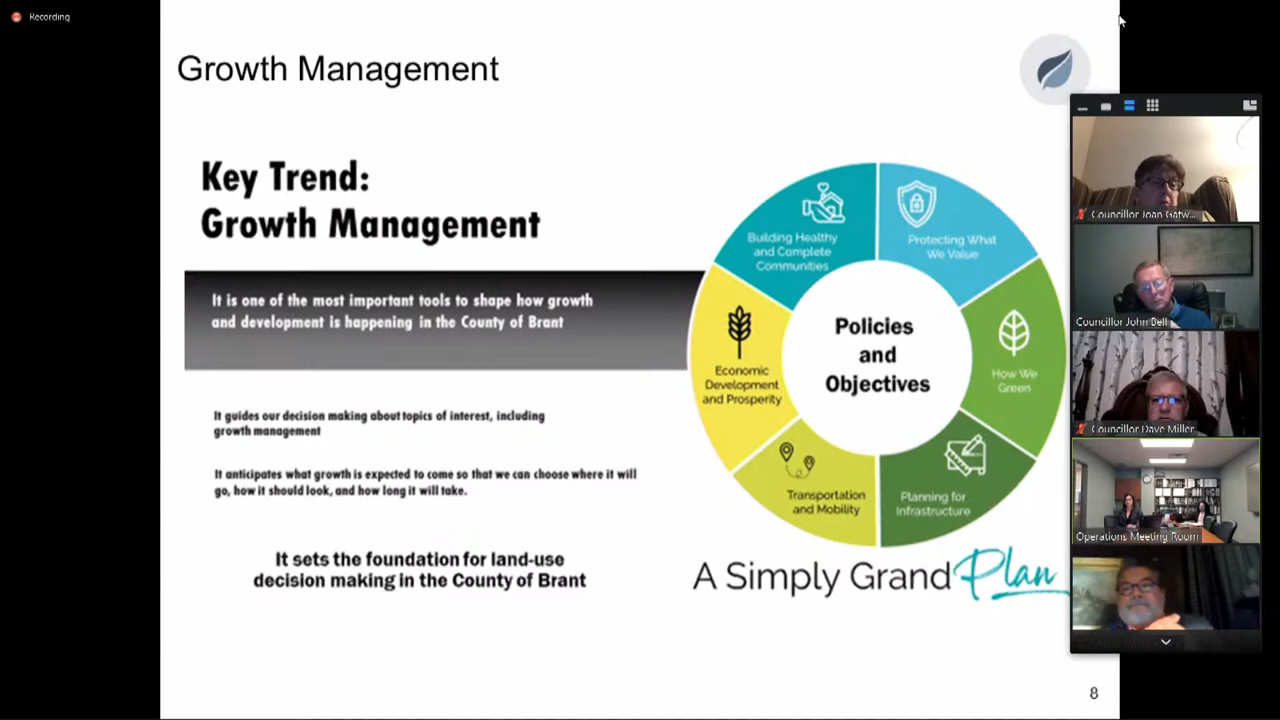 Recording
Growth Management
Key Trend:
Growth Management
It is one of the most important tools to shape how growth
and development is happening in the County of Brant
It guides our decision making about topics of interest, including
growth management
It anticipates what growth is expected to come so that we can choose where it will
go, how it should look, and how long it will take.
It sets the foundation for land-use
decision making in the County of Brant
Building Healthy
and Complete
Communities
Protecting What
We Value
How We
Green
Planning for
Infrastructure
Transportation
and Mobility
Economic
Development
and Prosperity
Policies
and
Objectives
A Simply Grand Plan
8
Councillor Joan Gatw...
Councillor John Bell
Councillor Dave Miller
Operations Meeting Room